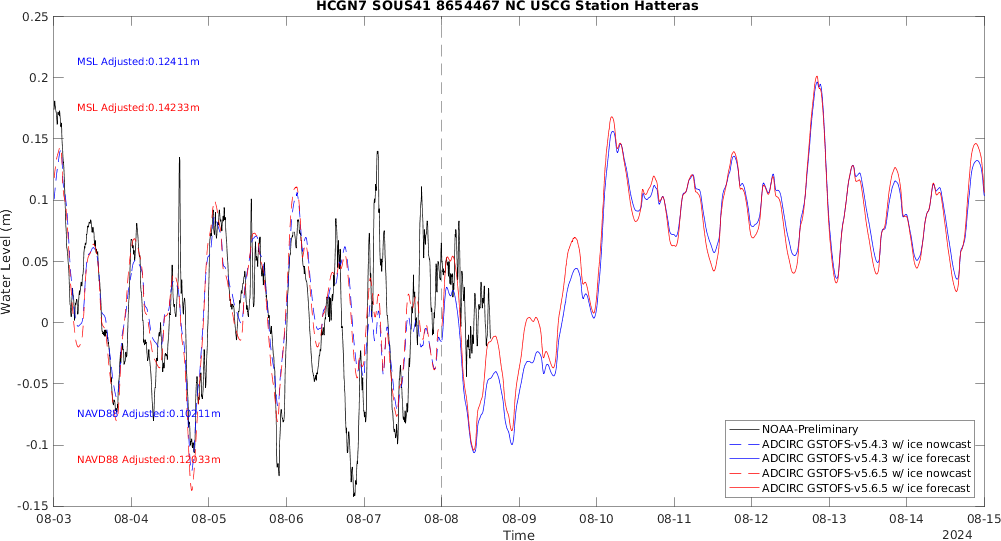 HCGN7 SOUS41 8654467 NC USCG Station Hatteras
0.25
0.2
0.15
0.1
0.05
0
-0.05
-0.1
-0.15
Water Level (m)
MSL Adjusted:0.12411m
MSL Adjusted:0.14233m
NAVD88 Adjusted:0.10211m
NAVD88 Adjusted:0.12033m
NOAA-Preliminary
ADCIRC GSTOFS-v5.4.3 w/ ice nowcast
ADCIRC GSTOFS-v5.4.3 w/ ice forecast
ADCIRC GSTOFS-v5.6.5 w/ ice nowcast
ADCIRC GSTOFS-v5.6.5 w/ ice forecast
08-03 08-04 08-05 08-06 08-07 08-08 08-09 08-10 08-11 08-12 08-13 08-14 08-15
Time
2024